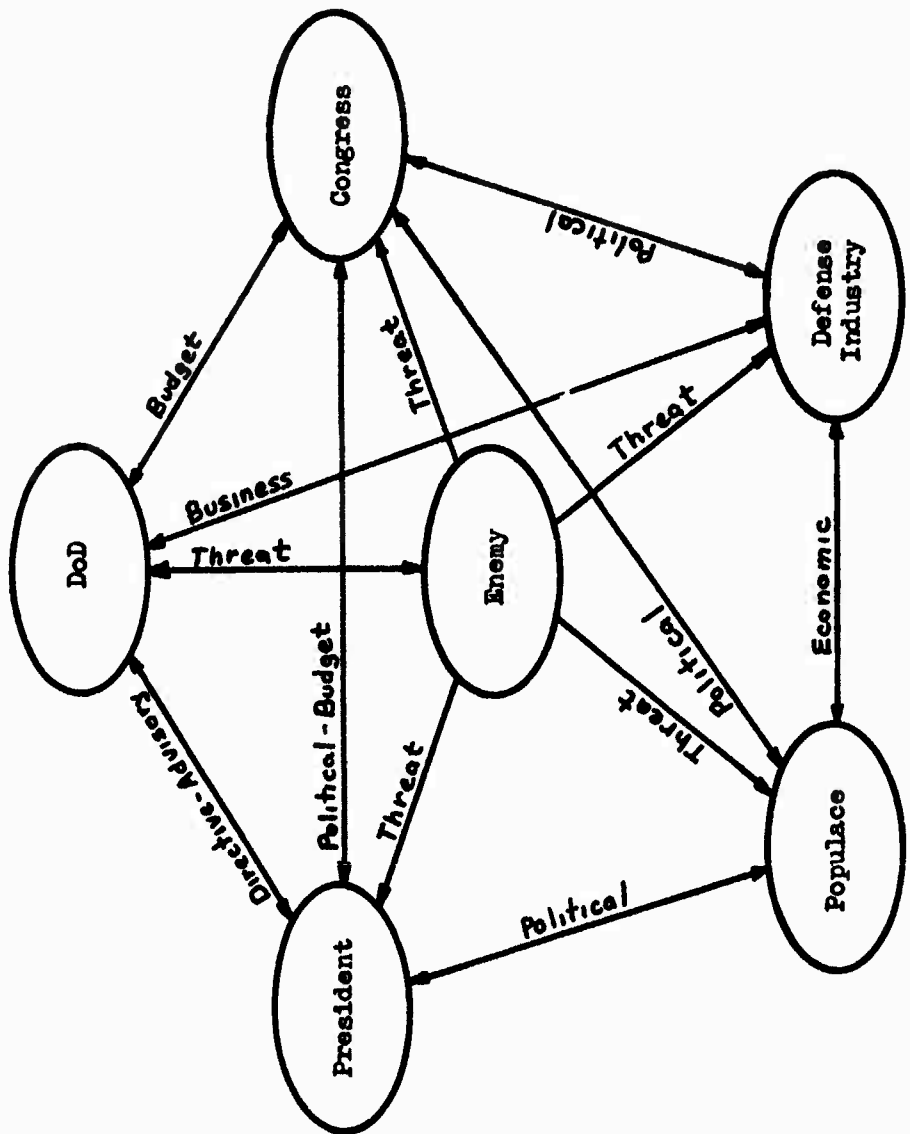 DoD
Directive-Advisory
Budget
Threat
Business
President
Political-Budget
Congress
Threat
Threat
Enemy
Political
Threat
Political
Threat
Political
Populace
Economic
Defense
Industry